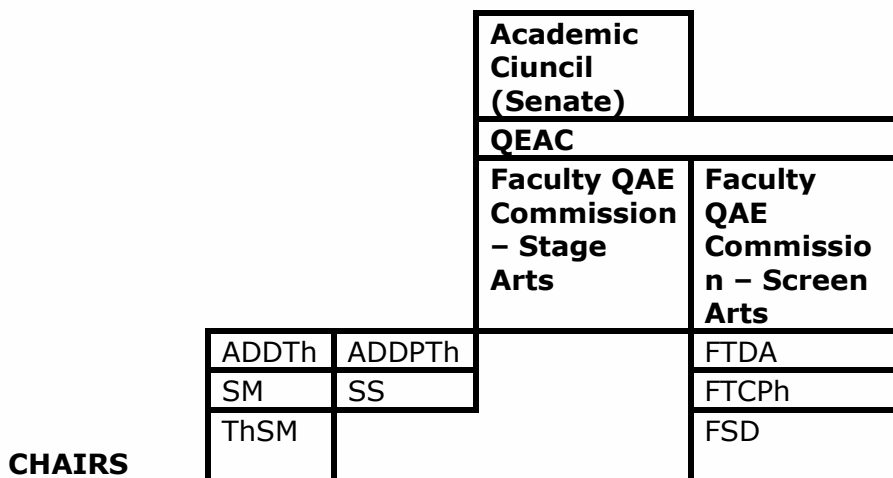 Academic
Ciuncil
(Senate)
QEAC
Faculty QAE
Commission
– Stage
Arts
Faculty
QAE
Commissio
n – Screen
Arts
ADDTh ADDPTh FTDA
SM SS FTCPh
ThSM FSD
CHAIRS